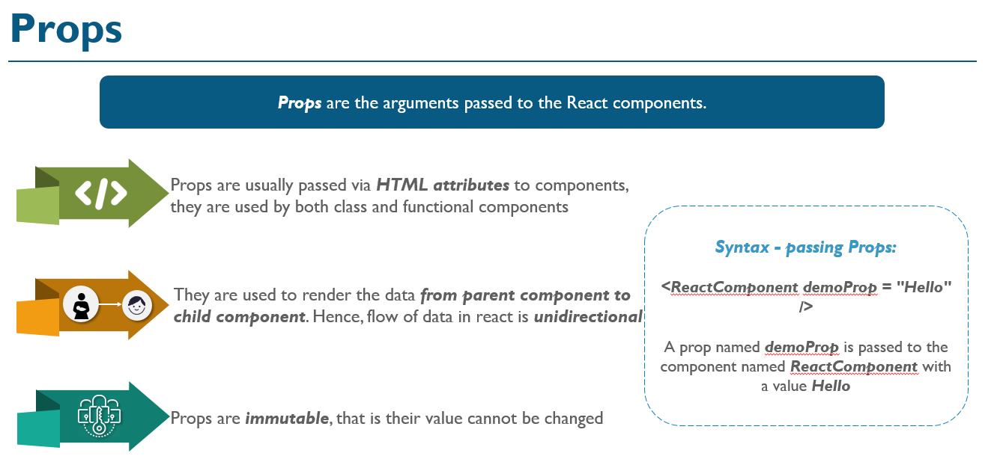 Props
Props are the arguments passed to the React components.
Props are usually passed via HTML attributes to components,
they are used by both class and functional components
They are used to render the data from parent component to
child component. Hence, flow of data in react is unidirectional
Props are immutable, that is their value cannot be changed
Syntax - passing Props:
<ReactComponent demoProp = "Hello"
/>
A prop named demoProp is passed to the
component named ReactComponent with
a value Hello